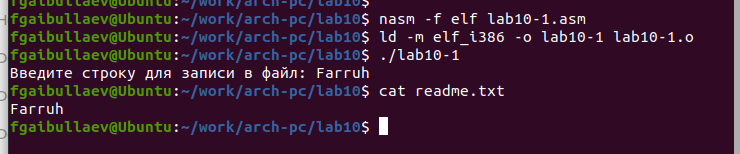 fgaibullaev@Ubuntu:~/work/arch-pc/lab10$ nasm -f elf lab10-1.asm
fgaibullaev@Ubuntu:~/work/arch-pc/lab10$ ld -m elf_i386 -o lab10-1 lab10-1.o
fgaibullaev@Ubuntu:~/work/arch-pc/lab10$ ./lab10-1
Введите строку для записи в файл: Farruh
fgaibullaev@Ubuntu:~/work/arch-pc/lab10$ cat readme.txt
Farruh
fgaibullaev@Ubuntu:~/work/arch-pc/lab10$